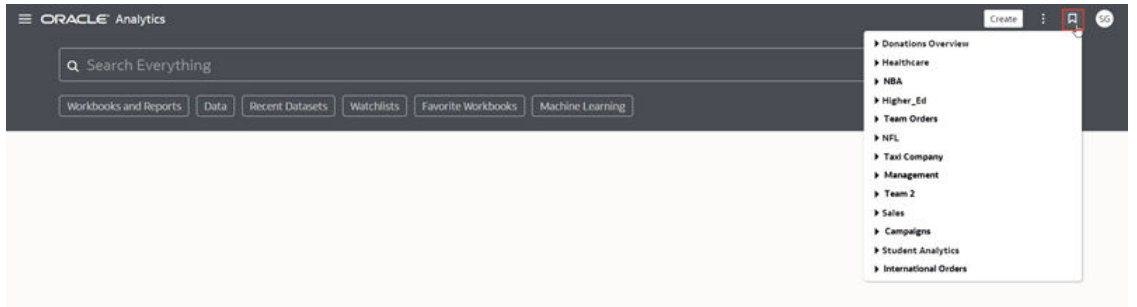 ORACLE Analytics
Create
SG
Search Everything
Workbooks and Reports Data Recent Datasets Watchlists Favorite Workbooks Machine Learning
Donations Overview
Healthcare
NBA
Higher_Ed
Team Orders
NFL
Taxi Company
Management
Team 2
Sales
Campaigns
Student Analytics
International Orders